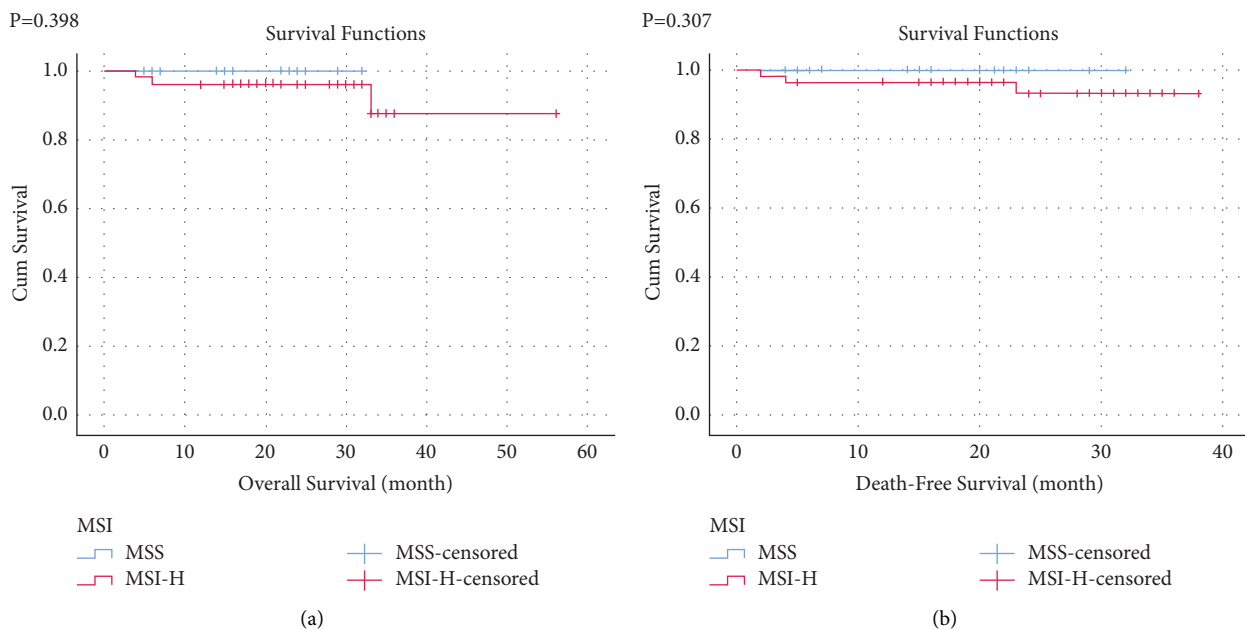 P=0.398
Survival Functions
1.0
0.8
0.6
0.4
0.2
0.0
Cum Survival
0 10 20 30 40 50 60
Overall Survival (month)
MSI
MSS MSS-censored
MSI-H MSI-H-censored
(a)
P=0.307
Survival Functions
1.0
0.8
0.6
0.4
0.2
0.0
Cum Survival
0 10 20 30 40
Death-Free Survival (month)
MSI
MSS MSS-censored
MSI-H MSI-H-censored
(b)